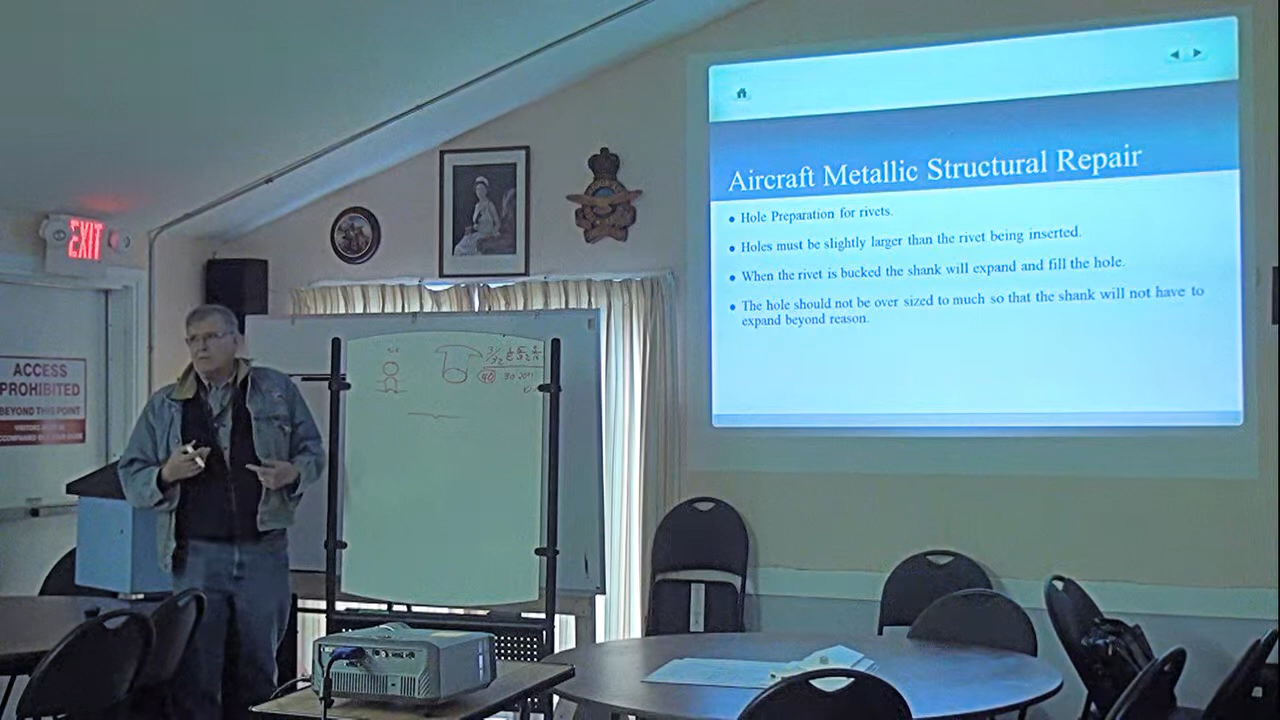 Aircraft Metallic Structural Repair
Hole Preparation for rivets.
Holes must be slightly larger than the rivet being inserted.
When the rivet is bucked the shank will expand and fill the hole.
The hole should not be over sized to much so that the shank will not have to
expand beyond reason.
EXIT
ACCESS
PROHIBITED
BEYOND THIS POINT